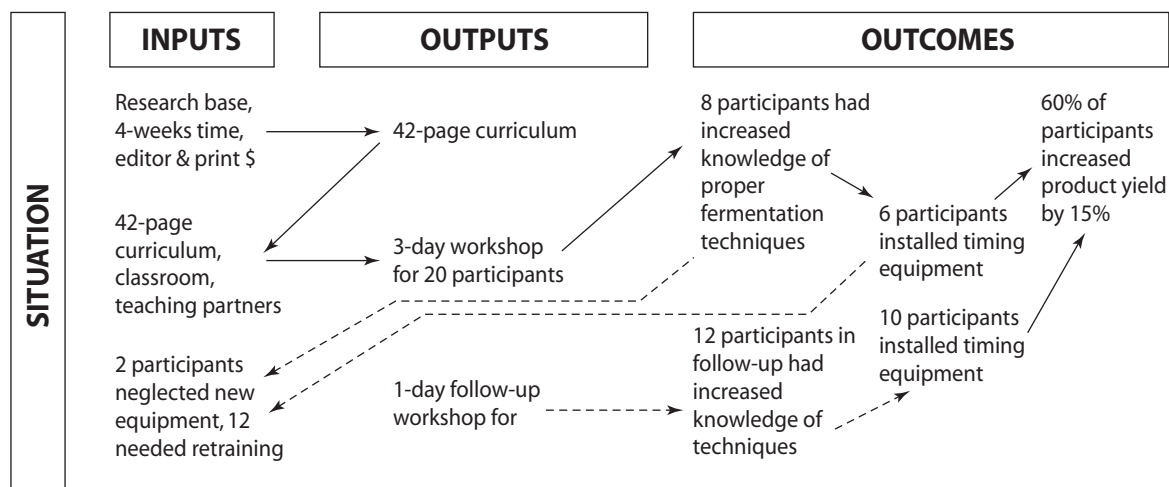 SITUATION
INPUTS
OUTPUTS
OUTCOMES
Research base,
4-weeks time,
editor & print $
42-page curriculum
8 participants had
increased
knowledge of
proper
fermentation
techniques
60% of
participants
increased
product yield
by 15%
42-page
curriculum,
classroom,
teaching partners
3-day workshop
for 20 participants
6 participants
installed timing
equipment
2 participants
neglected new
equipment, 12
needed retraining
1-day follow-up
workshop for
12 participants in
follow-up had
increased
knowledge of
techniques
10 participants
installed timing
equipment